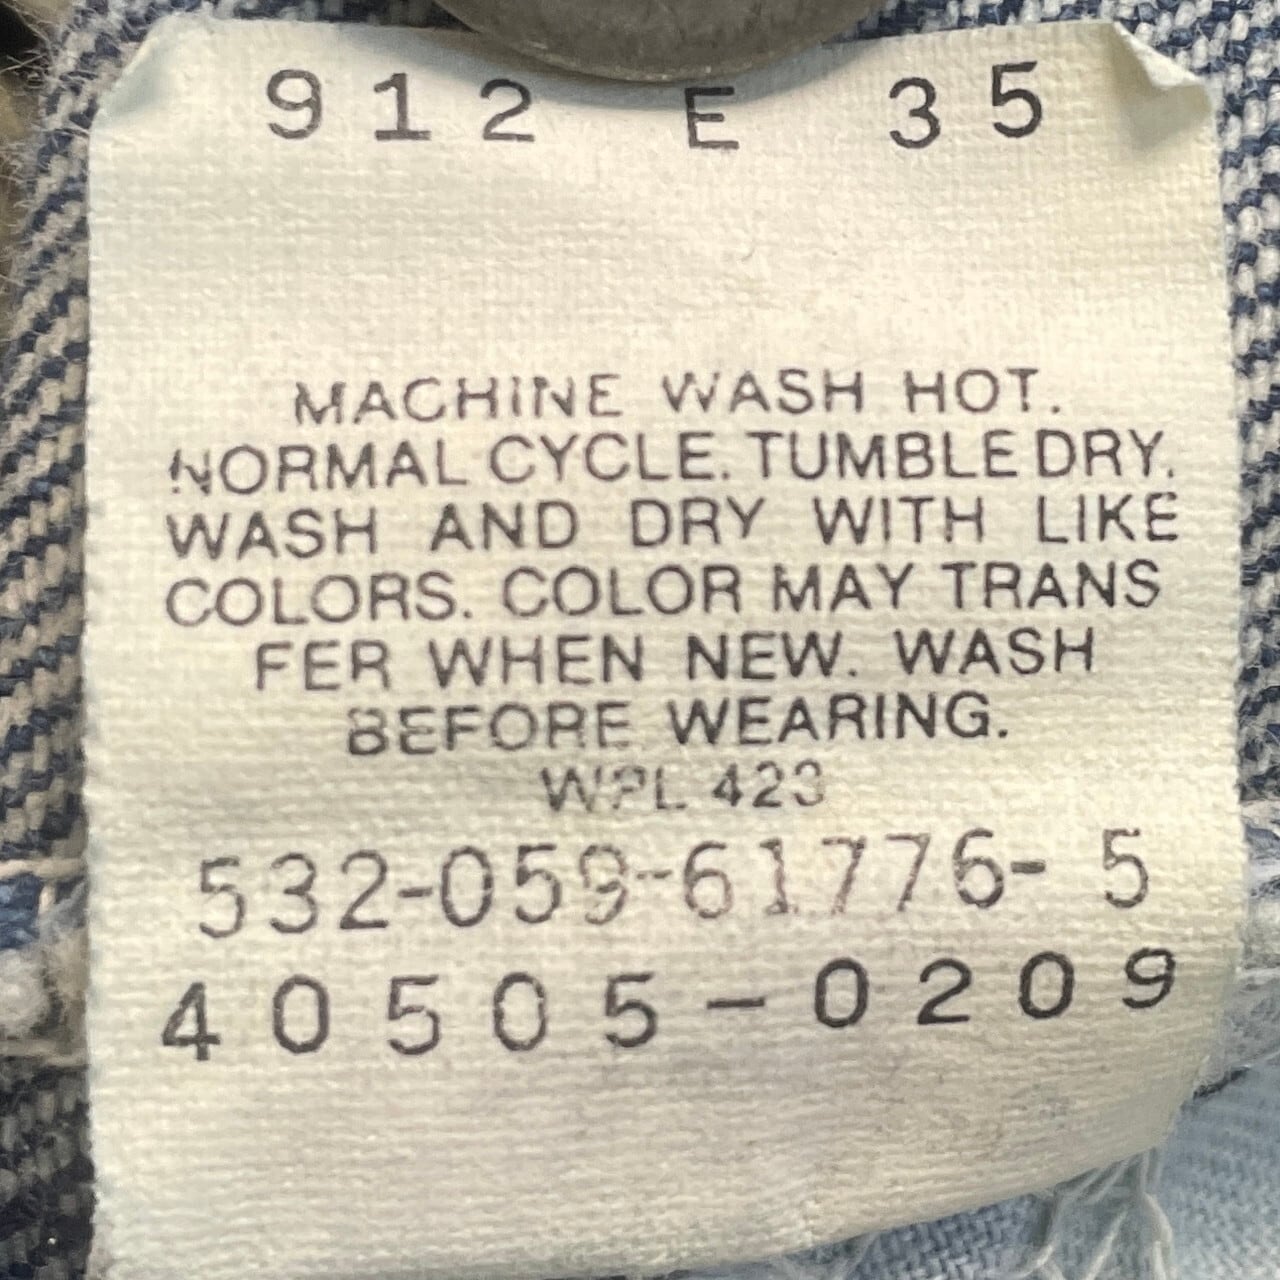 912 E 35
MACHINE WASH HOT.
NORMAL CYCLE. TUMBLE DRY.
WASH AND DRY WITH LIKE
COLORS. COLOR MAY TRANS
FER WHEN NEW. WASH
BEFORE WEARING.
WPL 423
532-059-61776- 5
40505-0209